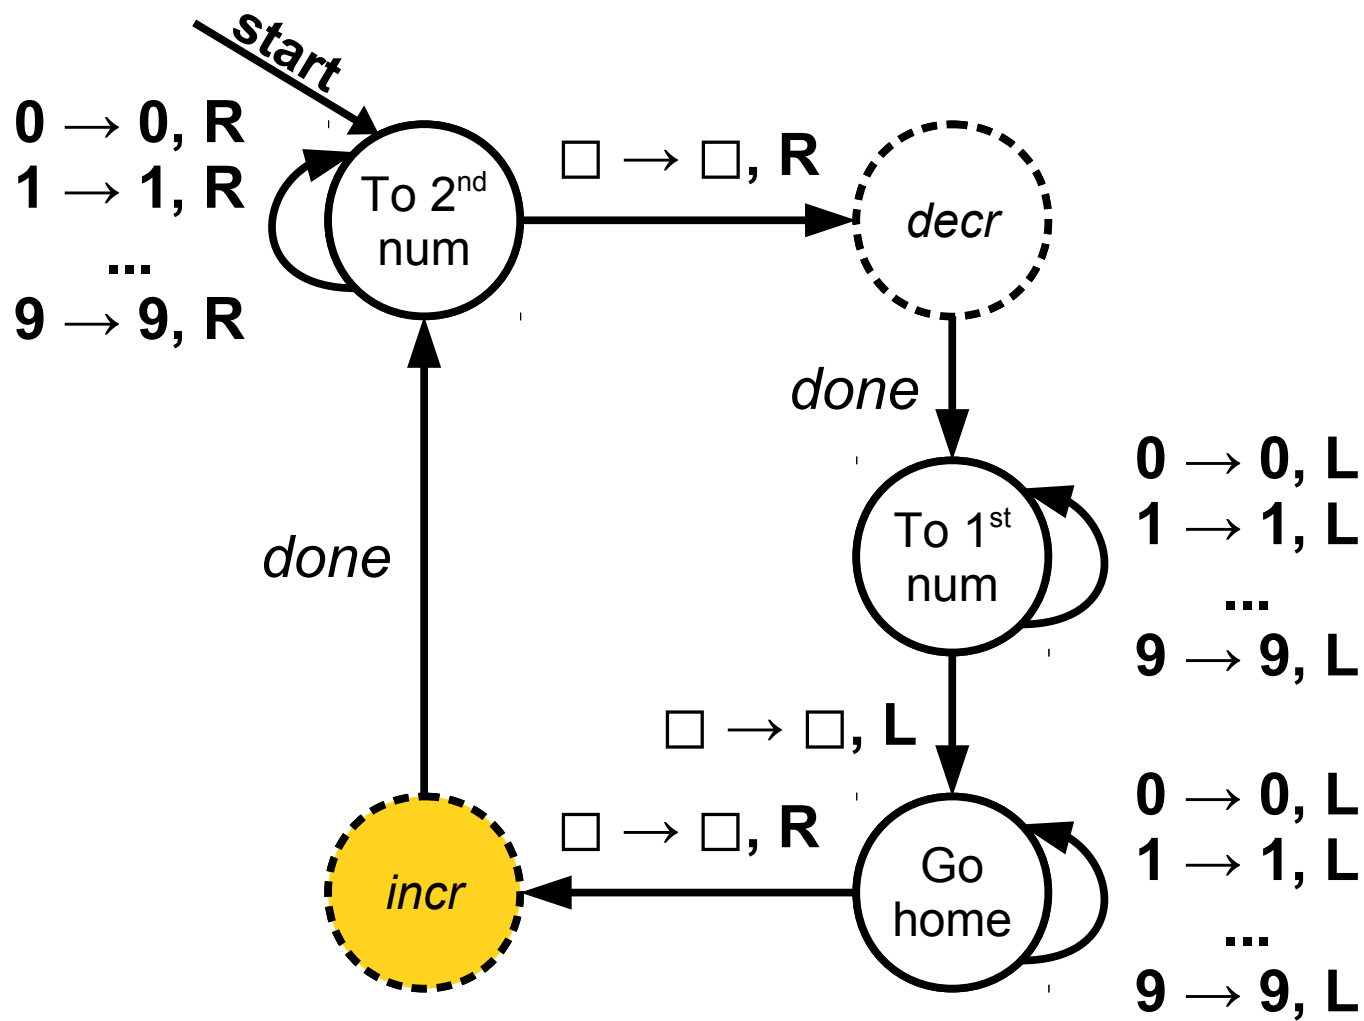 start
0 → 0, R
1 → 1, R
...
9 → 9, R
To 2nd
num
□ → □, R
decr
done
0 → 0, L
1 → 1, L
...
9 → 9, L
To 1st
num
done
□ → □, L
0 → 0, L
1 → 1, L
...
9 → 9, L
Go
home
□ → □, R
incr